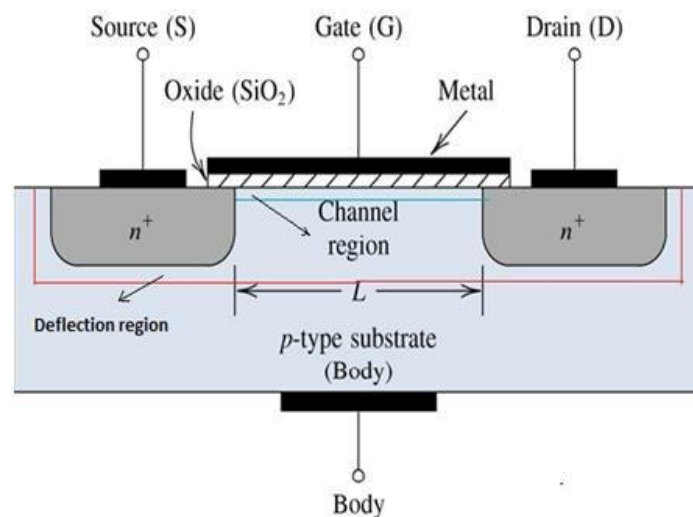 Source (S)
Gate (G)
Drain (D)
Oxide (SiO₂)
Metal
n⁺
Channel
region
n⁺
L
Deflection region
p-type substrate
(Body)
Body